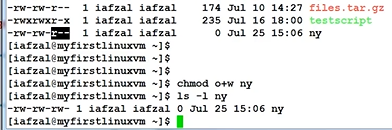 -rw-rw-r-- 1 iafzal iafzal 174 Jul 10 14:27 files.tar.gz
-rwxrwxr-x 1 iafzal iafzal 235 Jul 16 18:00 testscript
-rw-rw-r-- 1 iafzal iafzal 0 Jul 25 15:06 ny
[iafzal@myfirstlinuxvm ~]$
[iafzal@myfirstlinuxvm ~]$
[iafzal@myfirstlinuxvm ~]$
[iafzal@myfirstlinuxvm ~]$ chmod o+w ny
[iafzal@myfirstlinuxvm ~]$ ls -l ny
-rw-rw-rw- 1 iafzal iafzal 0 Jul 25 15:06 ny
[iafzal@myfirstlinuxvm ~]$